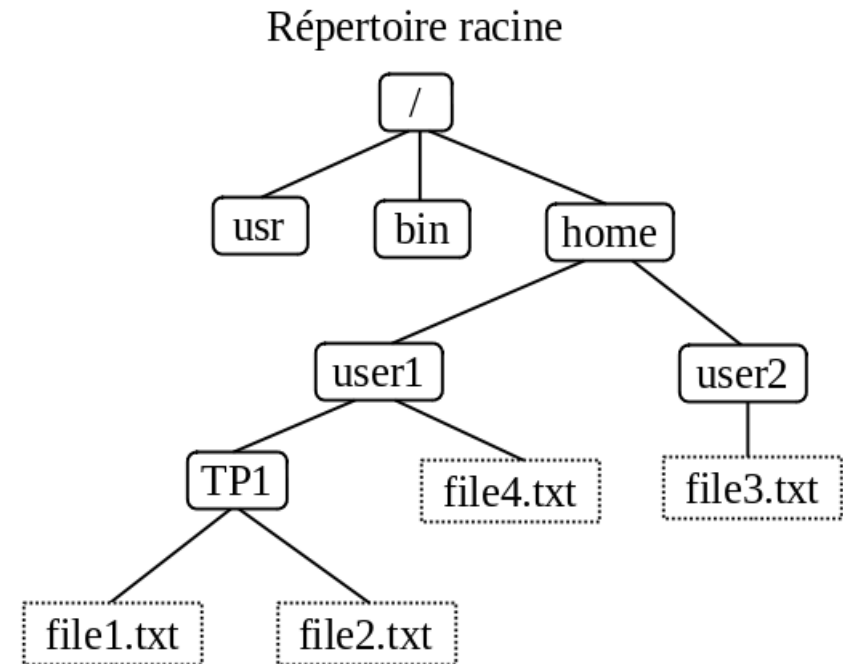 Répertoire racine
/
usr
bin
home
user1
user2
TP1
file4.txt
file3.txt
file1.txt
file2.txt